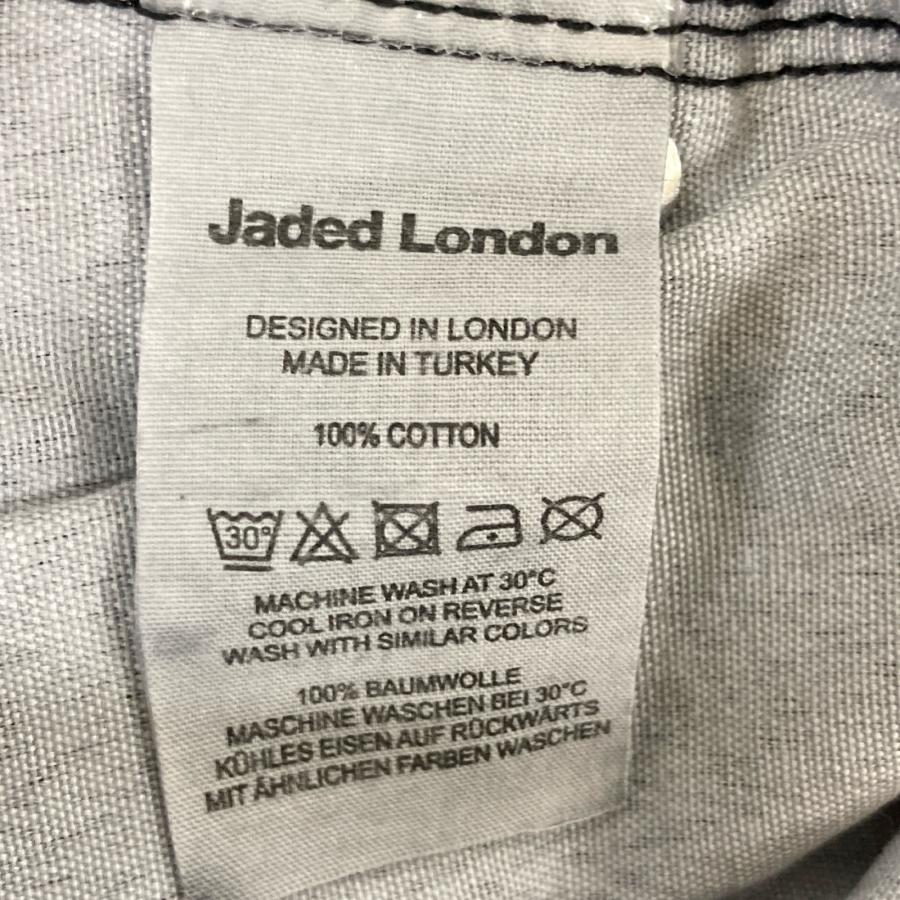 Jaded London
DESIGNED IN LONDON
MADE IN TURKEY
100% COTTON
30°
MACHINE WASH AT 30°C
COOL IRON ON REVERSE
WASH WITH SIMILAR COLORS
100% BAUMWOLLE
MASCHINE WASCHEN BEI 30°C
KÜHLES EISEN AUF RÜCKWÄRTS
MIT ÄHNLICHEN FARBEN WASCHEN